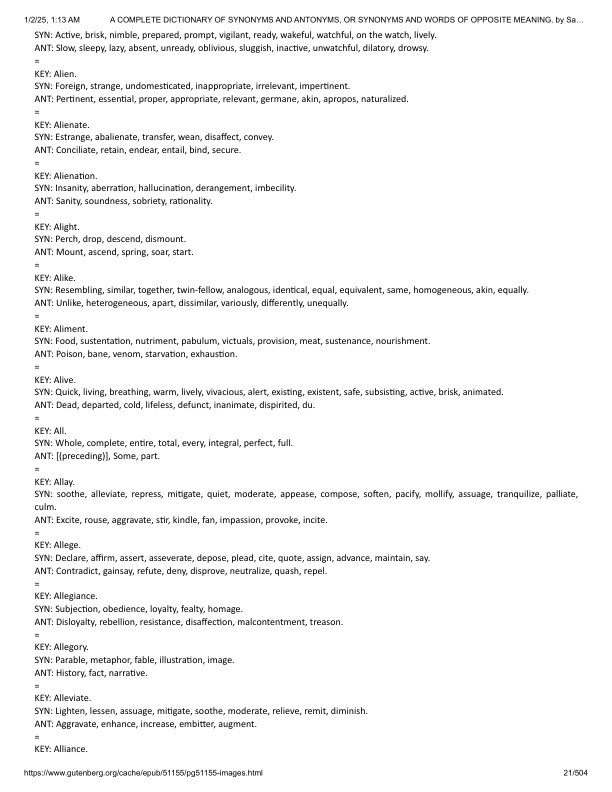 1/2/25, 1:13 AM A COMPLETE DICTIONARY OF SYNONYMS AND ANTONYMS, OR SYNONYMS AND WORDS OF OPPOSITE MEANING. by Sa…
SYN: Active, brisk, nimble, prepared, prompt, vigilant, ready, wakeful, watchful, on the watch, lively.
ANT: Slow, sleepy, lazy, absent, unready, oblivious, sluggish, inactive, unwatchful, dilatory, drowsy.
=
KEY: Alien.
SYN: Foreign, strange, undomesticated, inappropriate, irrelevant, impertinent.
ANT: Pertinent, essential, proper, appropriate, relevant, germane, akin, apropos, naturalized.
=
KEY: Alienate.
SYN: Estrange, abalienate, transfer, wean, disaffect, convey.
ANT: Conciliate, retain, endear, entail, bind, secure.
=
KEY: Alienation.
SYN: Insanity, aberration, hallucination, derangement, imbecility.
ANT: Sanity, soundness, sobriety, rationality.
=
KEY: Alight.
SYN: Perch, drop, descend, dismount.
ANT: Mount, ascend, spring, soar, start.
=
KEY: Alike.
SYN: Resembling, similar, together, twin-fellow, analogous, identical, equal, equivalent, same, homogeneous, akin, equally.
ANT: Unlike, heterogeneous, apart, dissimilar, variously, differently, unequally.
=
KEY: Aliment.
SYN: Food, sustentation, nutriment, pabulum, victuals, provision, meat, sustenance, nourishment.
ANT: Poison, bane, venom, starvation, exhaustion.
=
KEY: Alive.
SYN: Quick, living, breathing, warm, lively, vivacious, alert, existing, existent, safe, subsisting, active, brisk, animated.
ANT: Dead, departed, cold, lifeless, defunct, inanimate, dispirited, du.
=
KEY: All.
SYN: Whole, complete, entire, total, every, integral, perfect, full.
ANT: [(preceding)], Some, part.
=
KEY: Allay.
SYN: soothe, alleviate, repress, mitigate, quiet, moderate, appease, compose, soften, pacify, mollify, assuage, tranquilize, palliate,
culm.
ANT: Excite, rouse, aggravate, stir, kindle, fan, impassion, provoke, incite.
=
KEY: Allege.
SYN: Declare, affirm, assert, asseverate, depose, plead, cite, quote, assign, advance, maintain, say.
ANT: Contradict, gainsay, refute, deny, disprove, neutralize, quash, repel.
=
KEY: Allegiance.
SYN: Subjection, obedience, loyalty, fealty, homage.
ANT: Disloyalty, rebellion, resistance, disaffection, malcontentment, treason.
=
KEY: Allegory.
SYN: Parable, metaphor, fable, illustration, image.
ANT: History, fact, narrative.
=
KEY: Alleviate.
SYN: Lighten, lessen, assuage, mitigate, soothe, moderate, relieve, remit, diminish.
ANT: Aggravate, enhance, increase, embitter, augment.
=
KEY: Alliance.
https://www.gutenberg.org/cache/epub/51155/pg51155-images.html 21/504